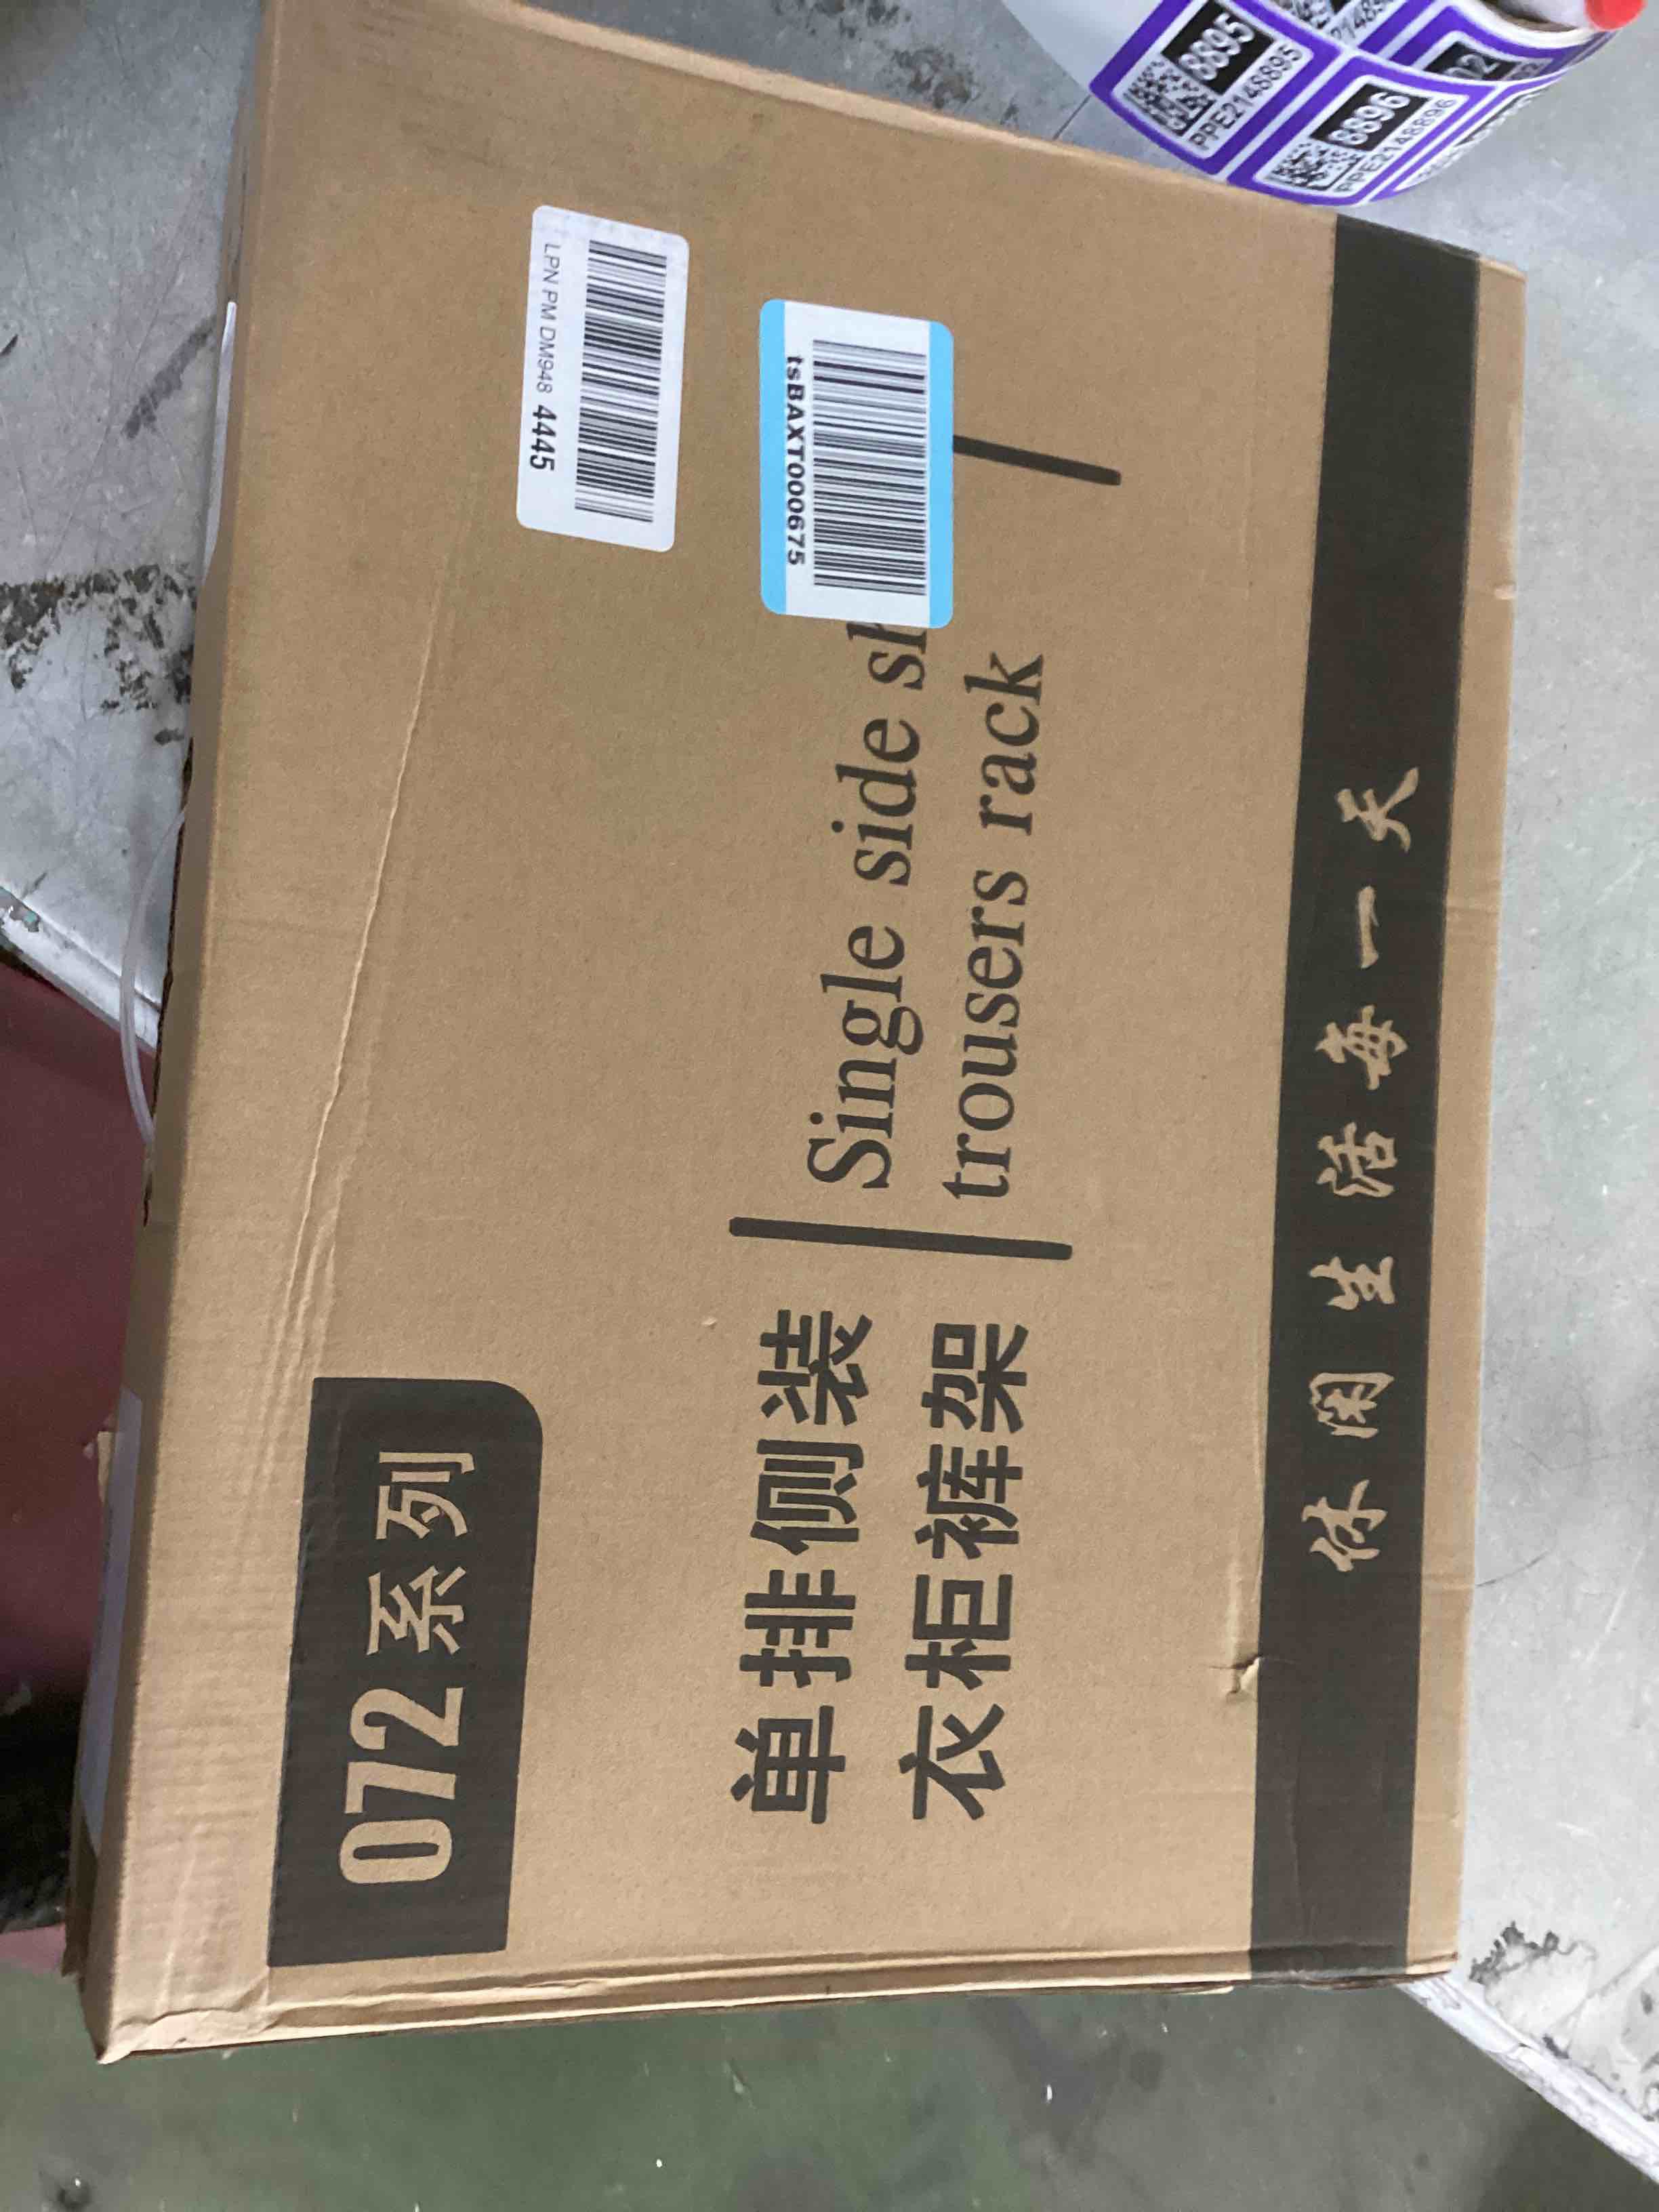 072系列
单排侧装
衣柜裤架
Single side
trousers rack
休闲生活每一天
LPN PM DM948 4445
tsBAXT000675
8895
PPE2148895
8896
PPE2148896